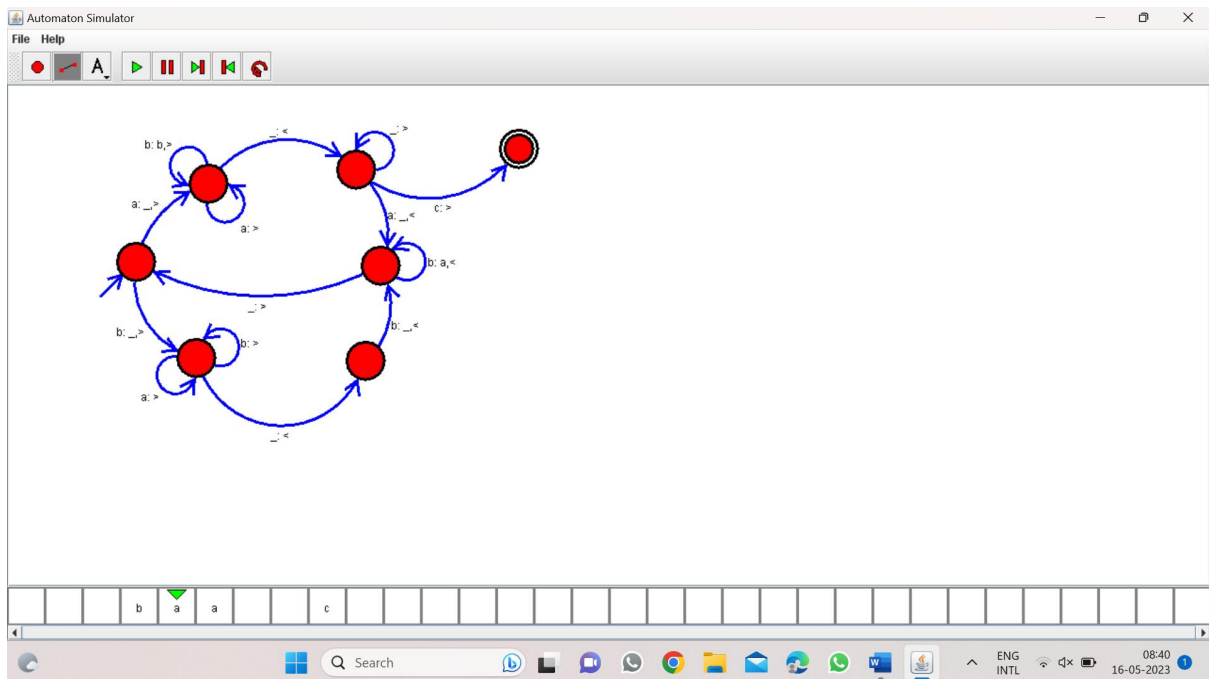 Automaton Simulator
File Help
A
_: <
_: >
b: b,>
a: _,>
c: >
a: _,<
a: >
b: a,<
_: >
b: _,>
b: _,<
b: >
a: >
_: <
b a a c
Search
ENG
INTL
08:40
16-05-2023
1